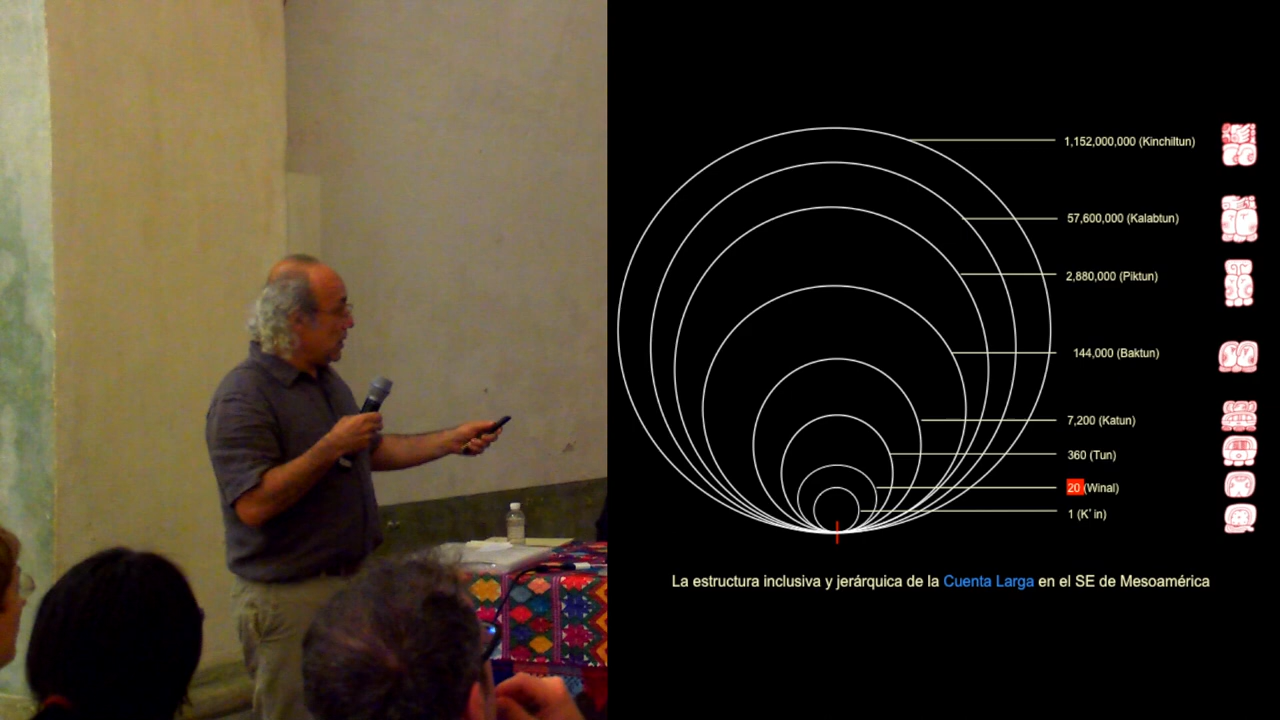 1,152,000,000 (Kinchiltun)
57,600,000 (Kalabtun)
2,880,000 (Piktun)
144,000 (Baktun)
7,200 (Katun)
360 (Tun)
20 (Winal)
1 (K' in)
La estructura inclusiva y jerárquica de la Cuenta Larga en el SE de Mesoamérica